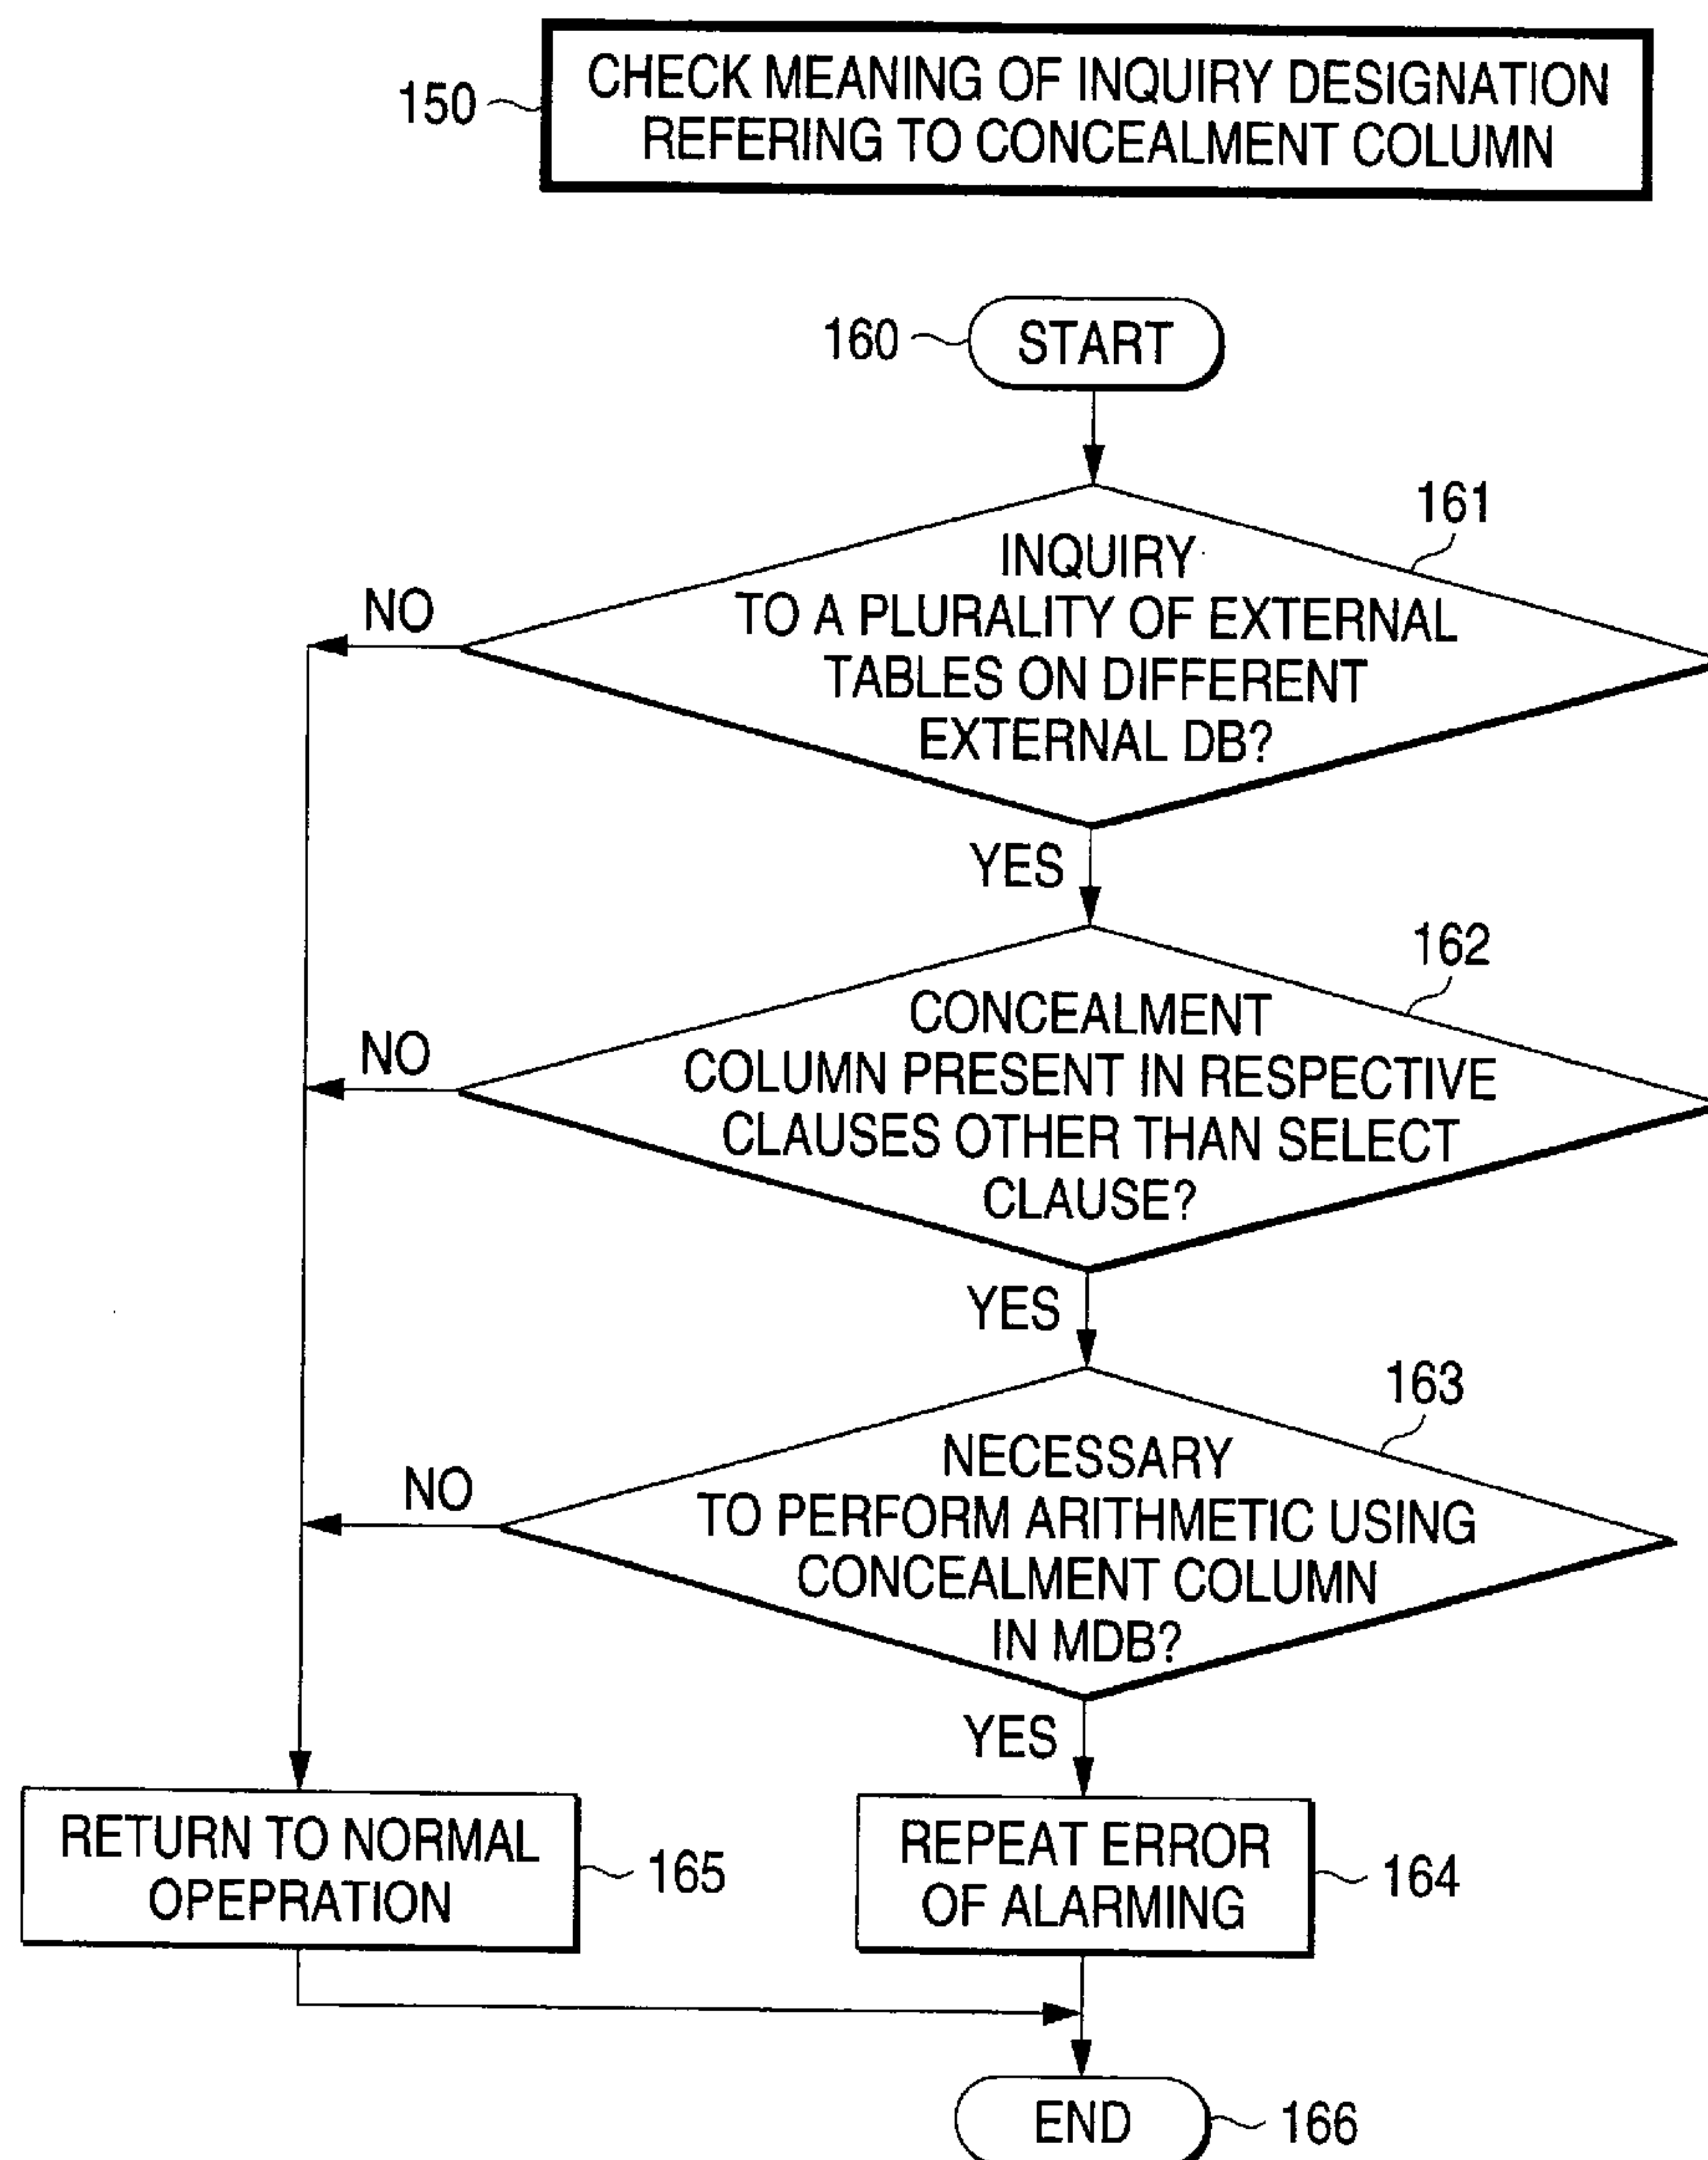 150
CHECK MEANING OF INQUIRY DESIGNATION
REFERING TO CONCEALMENT COLUMN
160
START
161
INQUIRY
TO A PLURALITY OF EXTERNAL
TABLES ON DIFFERENT
EXTERNAL DB?
NO
YES
162
CONCEALMENT
COLUMN PRESENT IN RESPECTIVE
CLAUSES OTHER THAN SELECT
CLAUSE?
NO
YES
163
NECESSARY
TO PERFORM ARITHMETIC USING
CONCEALMENT COLUMN
IN MDB?
NO
YES
RETURN TO NORMAL
OPEPRATION
165
REPEAT ERROR
OF ALARMING
164
END
166